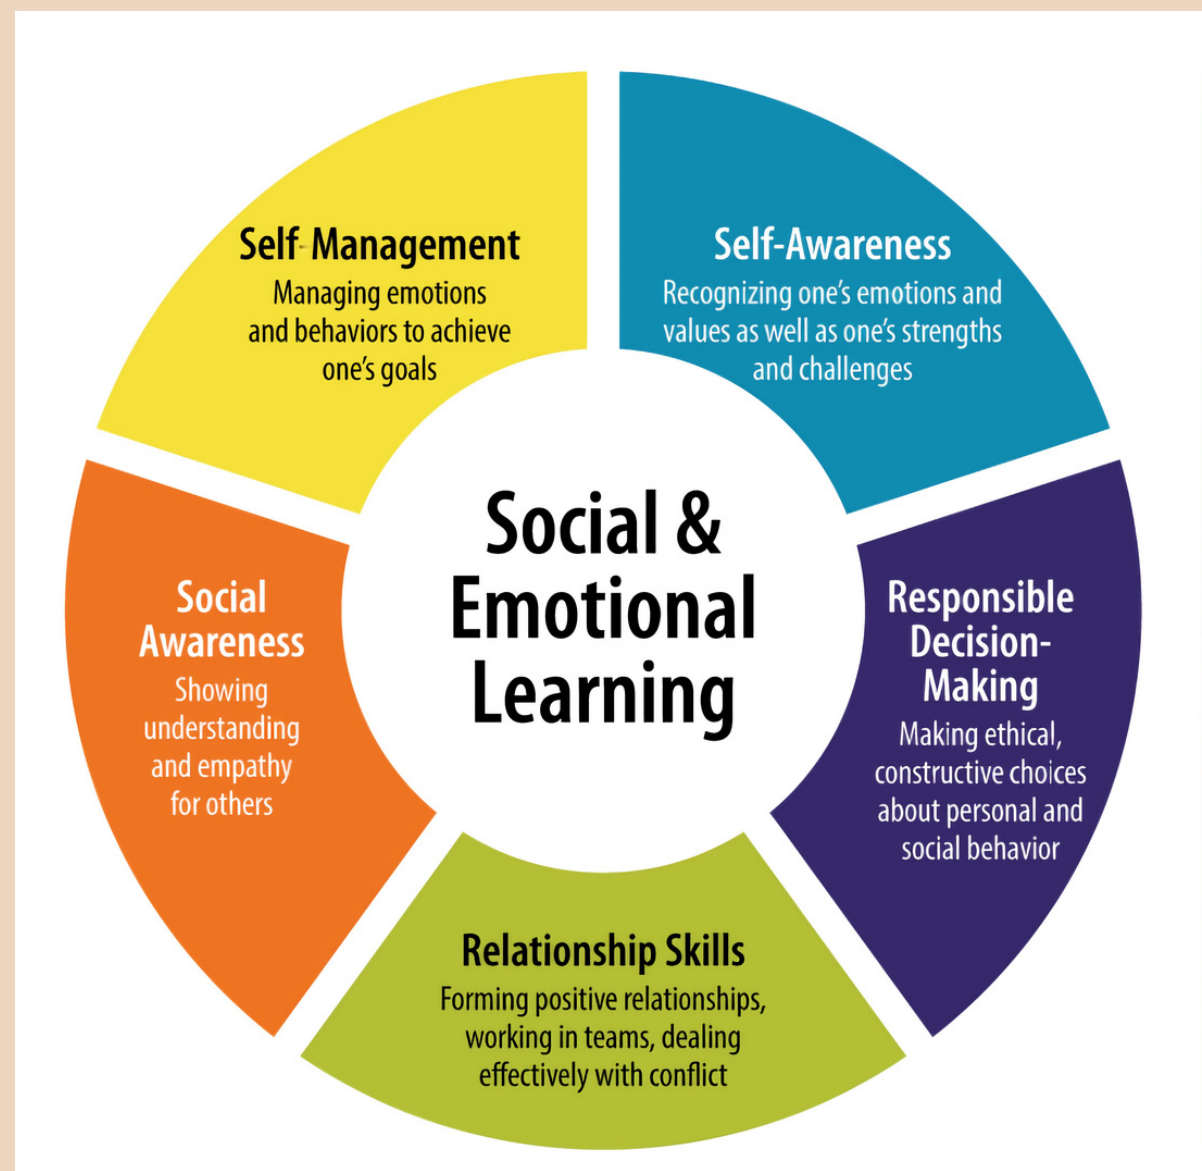 Self-Management
Managing emotions
and behaviors to achieve
one's goals
Self-Awareness
Recognizing one's emotions and
values as well as one's strengths
and challenges
Social &
Emotional
Learning
Social
Awareness
Showing
understanding
and empathy
for others
Responsible
Decision-
Making
Making ethical,
constructive choices
about personal and
social behavior
Relationship Skills
Forming positive relationships,
working in teams, dealing
effectively with conflict